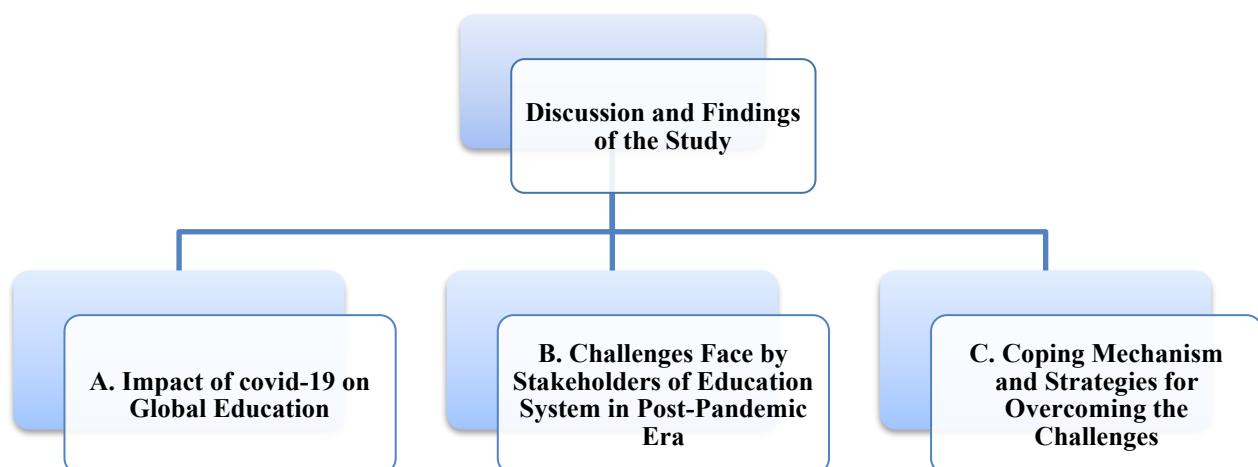 Discussion and Findings
of the Study
A. Impact of covid-19 on
Global Education
B. Challenges Face by
Stakeholders of Education
System in Post-Pandemic
Era
C. Coping Mechanism
and Strategies for
Overcoming the
Challenges